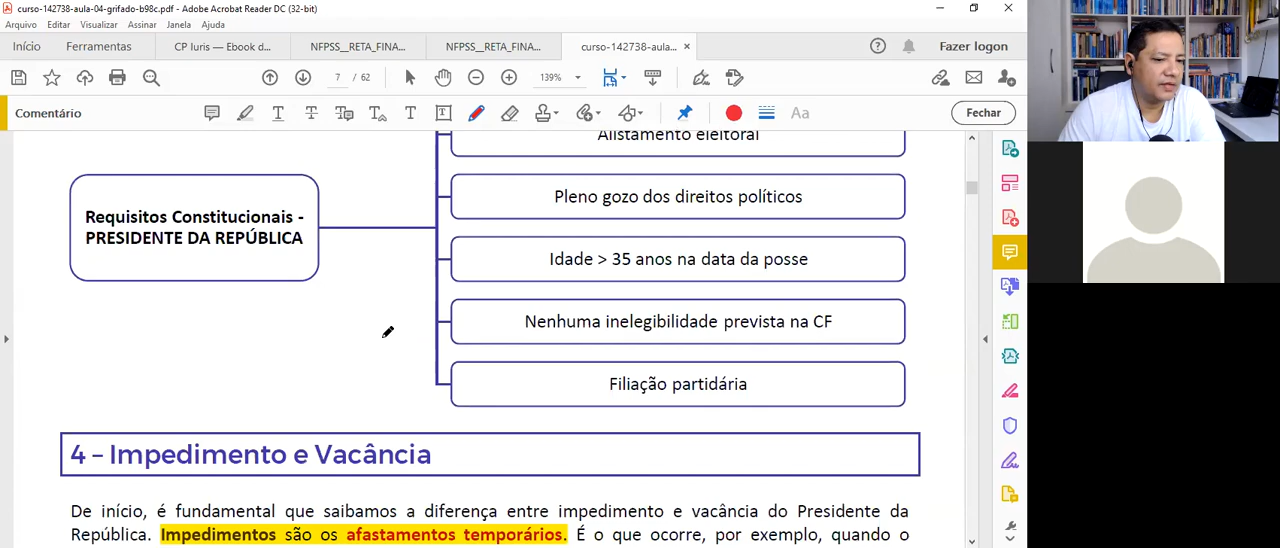 curso-142738-aula-04-grifado-b98c.pdf - Adobe Acrobat Reader DC (32-bit)
Arquivo Editar Visualizar Assinar Janela Ajuda
Início Ferramentas CP Iuris — Ebook d... NFPSS_RETA_FINA... NFPSS_RETA_FINA... curso-142738-aula... × Fazer logon
7 / 62 139%
Comentário Aa Fechar
Alistamento eleitoral
Pleno gozo dos direitos políticos
Requisitos Constitucionais -
PRESIDENTE DA REPÚBLICA
Idade > 35 anos na data da posse
Nenhuma inelegibilidade prevista na CF
Filiação partidária
4 – Impedimento e Vacância
De início, é fundamental que saibamos a diferença entre impedimento e vacância do Presidente da
República. Impedimentos são os afastamentos temporários. É o que ocorre, por exemplo, quando o